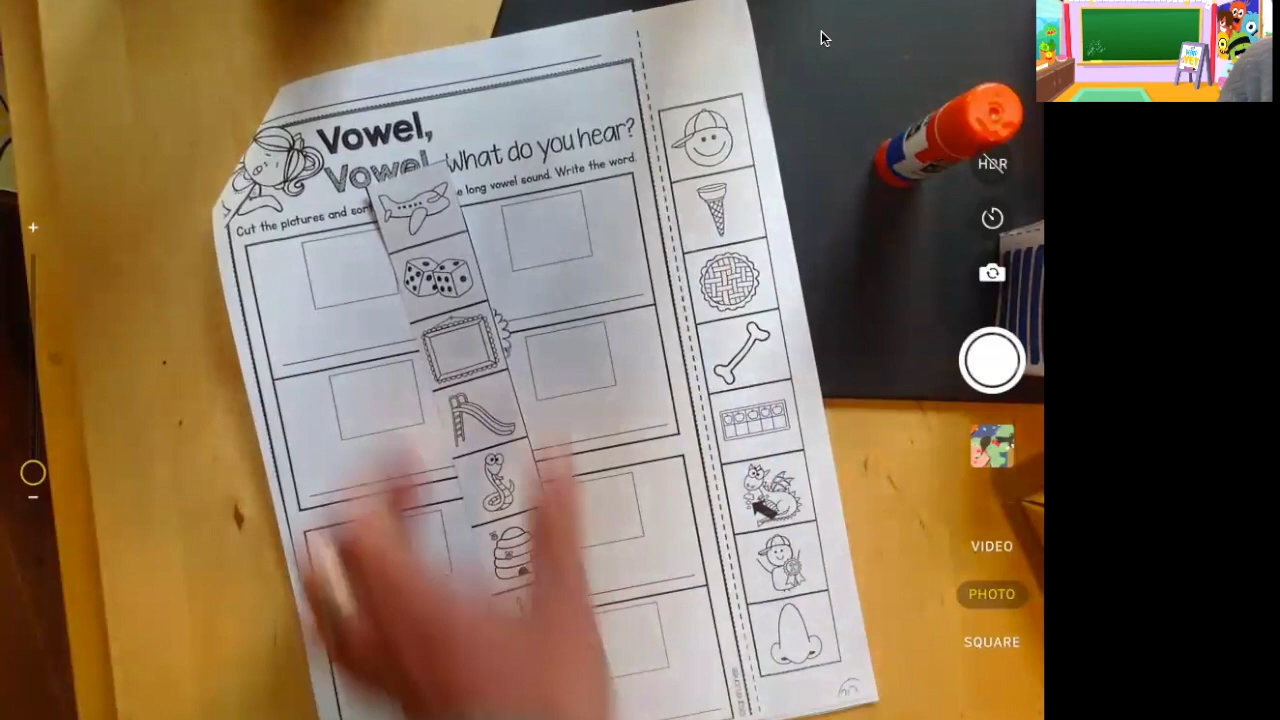 Vowel,
Vowel What do you hear?
Cut the pictures and sor e long vowel sound. Write the word.
HDR
VIDEO
PHOTO
SQUARE